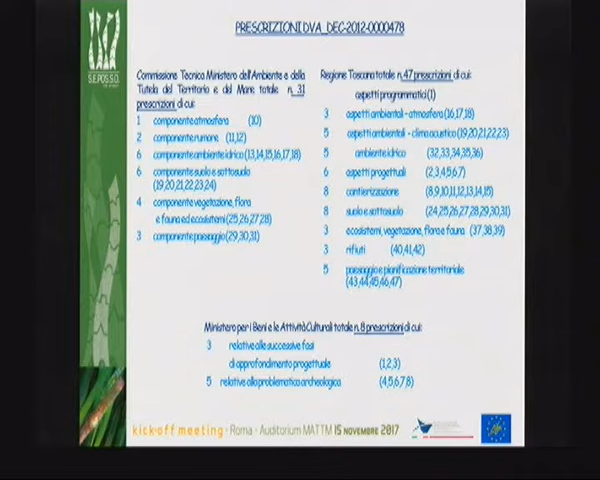 S.E.POS.S.O.
PRESCRIZIONI DVA_DEC-2012-0000478
Commissione Tecnica Ministero dell'Ambiente e della
Tutela del Territorio e del Mare totale n. 31
prescrizioni di cui:
1 componente atmosfera (10)
2 componente rumore (11,12)
6 componente ambiente idrico (13,14,15,16,17,18)
6 componente suolo e sottosuolo
(19,20,21,22,23,24)
4 componente vegetazione, flora
e fauna ed ecosistemi (25,26,27,28)
3 componente paesaggio (29,30,31)
Regione Toscana totale n. 47 prescrizioni di cui:
aspetti programmatici (1)
3 aspetti ambientali - atmosfera (16,17,18)
5 aspetti ambientali - clima acustico (19,20,21,22,23)
5 ambiente idrico (32,33,34,35,36)
6 aspetti progettuali (2,3,4,5,6,7)
8 cantierizzazione (8,9,10,11,12,13,14,15)
8 suolo e sottosuolo (24,25,26,27,28,29,30,31)
3 ecosistemi, vegetazione, flora e fauna (37,38,39)
3 rifiuti (40,41,42)
5 paesaggio e pianificazione territoriale
(43,44,45,46,47)
Ministero per i Beni e le Attività Culturali totale n. 8 prescrizioni di cui:
3 relative alle successive fasi
di approfondimento progettuale (1,2,3)
5 relative alla problematica archeologica (4,5,6,7,8)
kick-off meeting - Roma - Auditorium MATTM 15 NOVEMBRE 2017